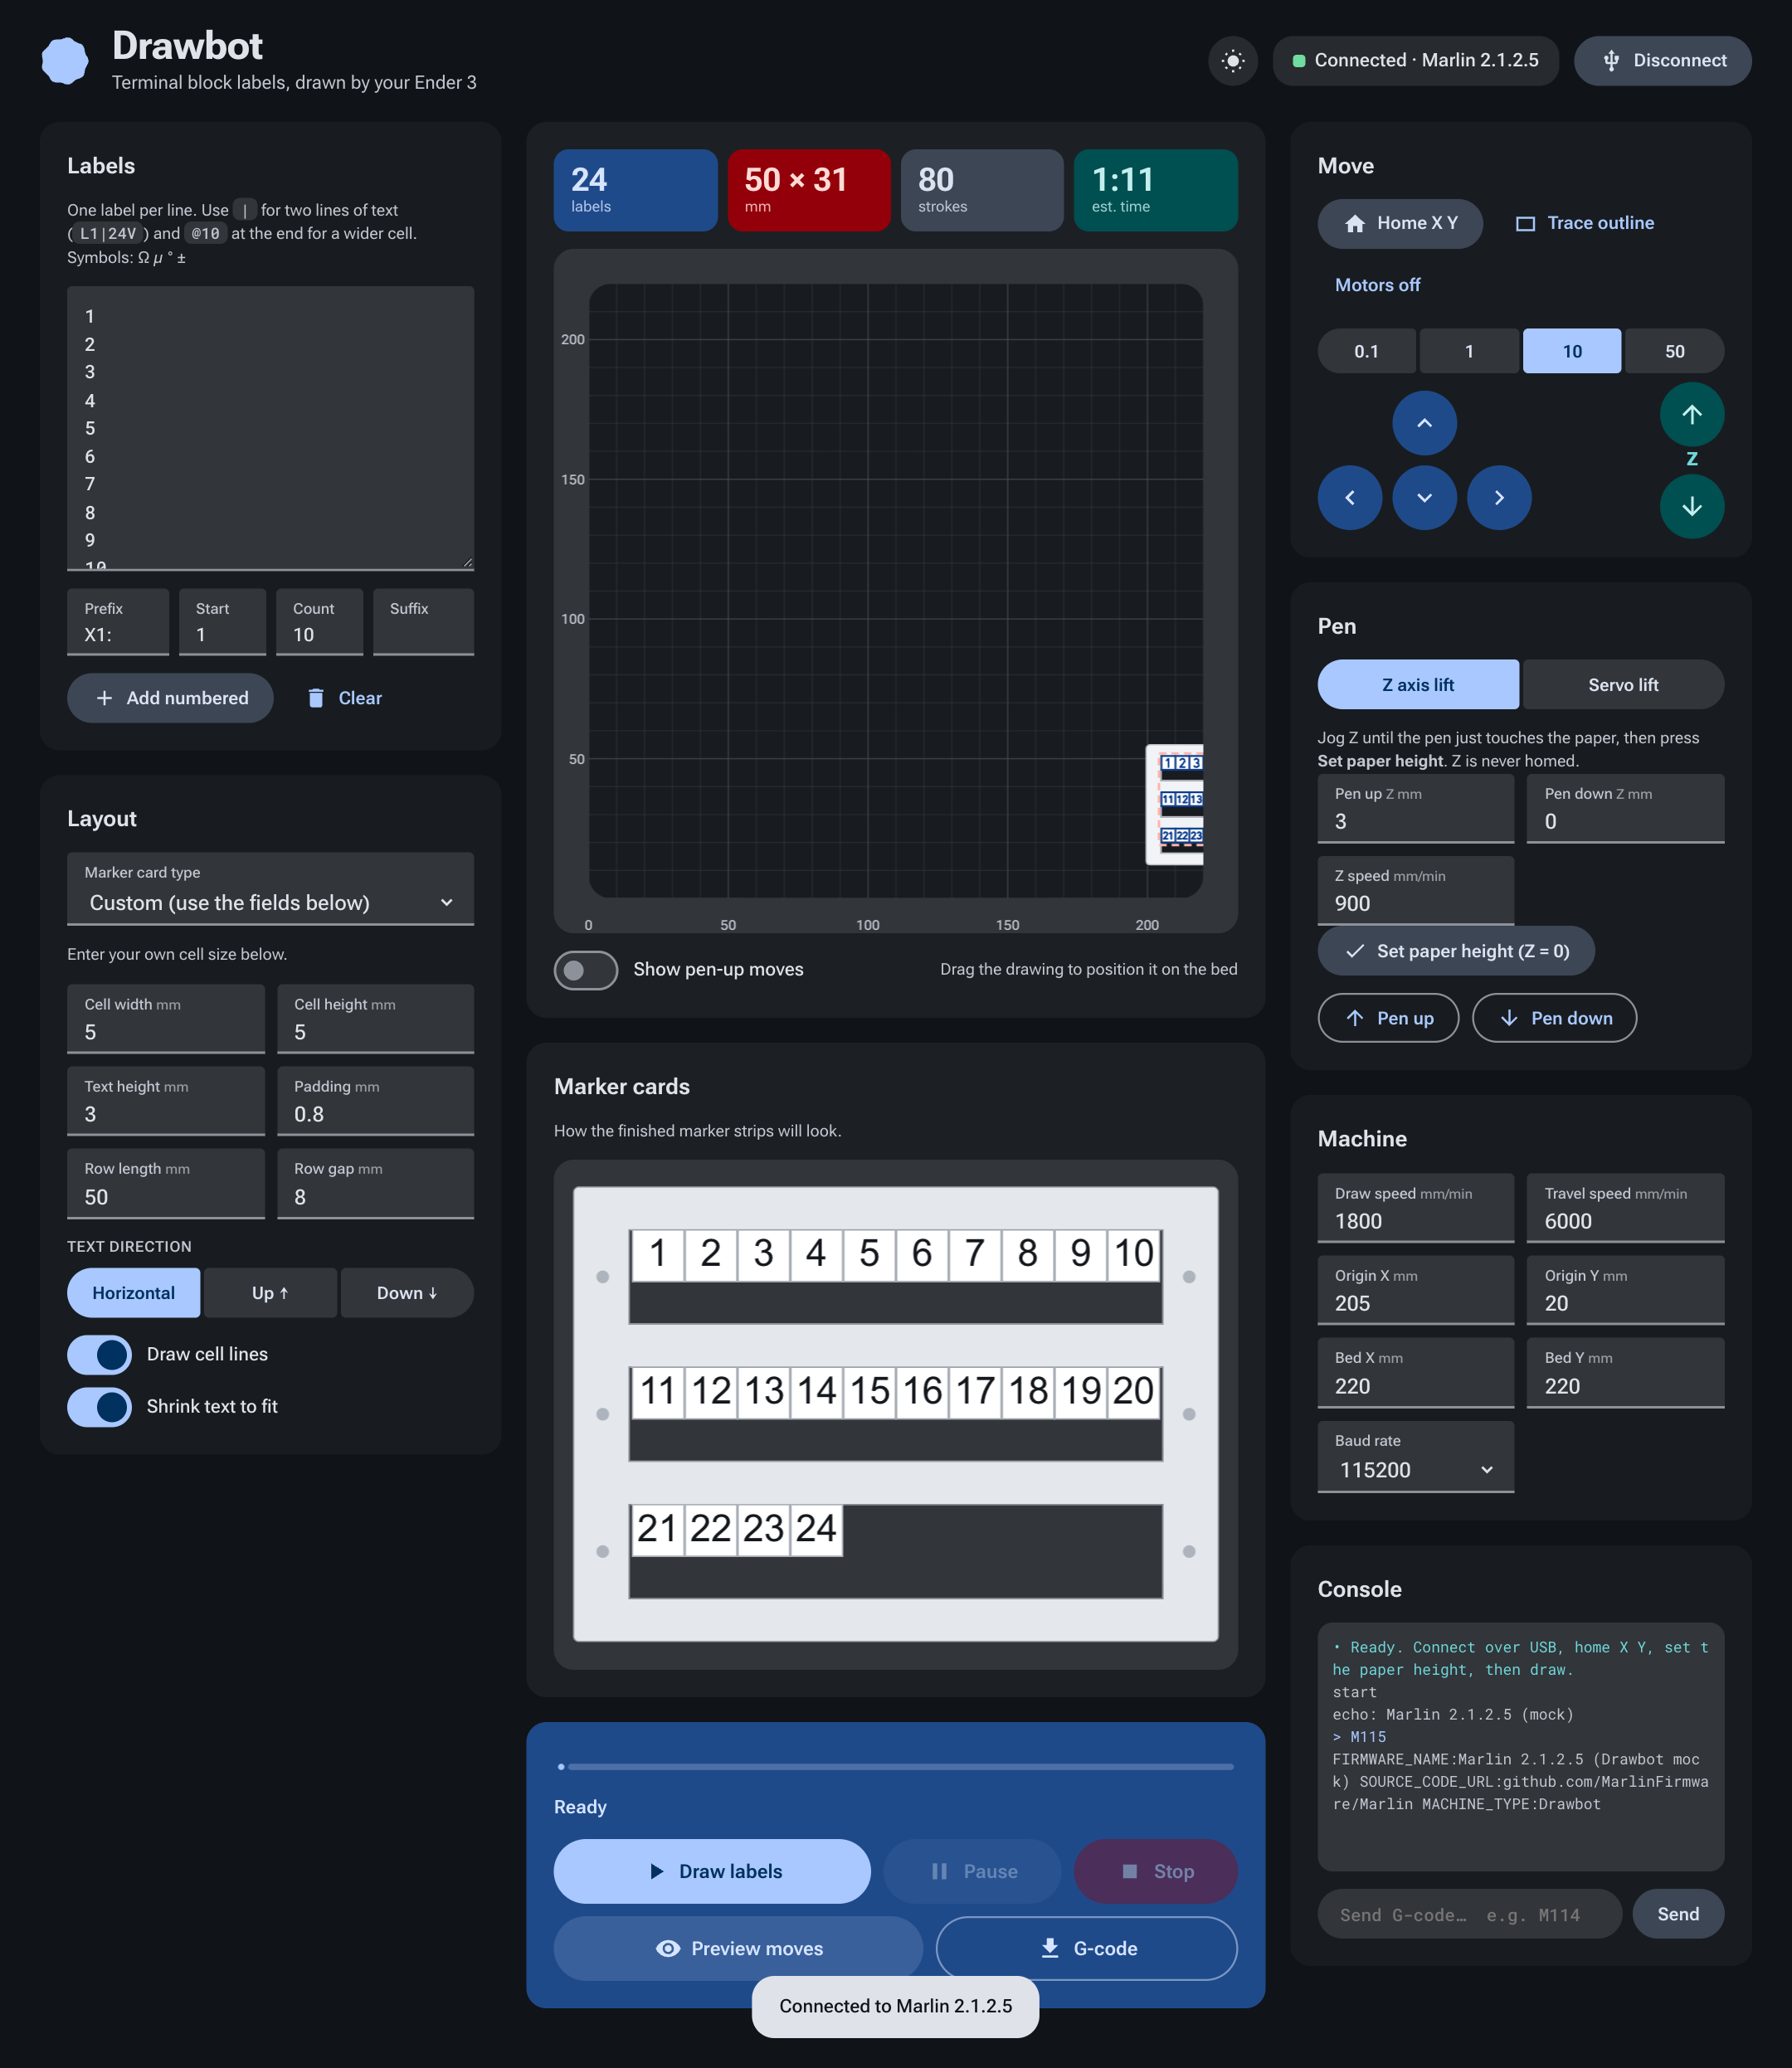 Drawbot
Terminal block labels, drawn by your Ender 3
Connected · Marlin 2.1.2.5
Disconnect
Labels
One label per line. Use | for two lines of text
( L1|24V ) and @10 at the end for a wider cell.
Symbols: Ω μ ° ±
1
2
3
4
5
6
7
8
9
10
Prefix
X1:
Start
1
Count
10
Suffix
Add numbered
Clear
Layout
Marker card type
Custom (use the fields below)
Enter your own cell size below.
Cell width mm
5
Cell height mm
5
Text height mm
3
Padding mm
0.8
Row length mm
50
Row gap mm
8
TEXT DIRECTION
Horizontal
Up ↑
Down ↓
Draw cell lines
Shrink text to fit
24
labels
50 × 31
mm
80
strokes
1:11
est. time
200
150
100
50
1 2 3
11 12 13
21 22 23
0 50 100 150 200
Show pen-up moves
Drag the drawing to position it on the bed
Marker cards
How the finished marker strips will look.
1 2 3 4 5 6 7 8 9 10
11 12 13 14 15 16 17 18 19 20
21 22 23 24
Ready
Draw labels
Pause
Stop
Preview moves
G-code
Connected to Marlin 2.1.2.5
Move
Home X Y
Trace outline
Motors off
0.1 1 10 50
Z
Pen
Z axis lift
Servo lift
Jog Z until the pen just touches the paper, then press
Set paper height. Z is never homed.
Pen up Z mm
3
Pen down Z mm
0
Z speed mm/min
900
Set paper height (Z = 0)
Pen up
Pen down
Machine
Draw speed mm/min
1800
Travel speed mm/min
6000
Origin X mm
205
Origin Y mm
20
Bed X mm
220
Bed Y mm
220
Baud rate
115200
Console
· Ready. Connect over USB, home X Y, set t
he paper height, then draw.
start
echo: Marlin 2.1.2.5 (mock)
> M115
FIRMWARE_NAME:Marlin 2.1.2.5 (Drawbot moc
k) SOURCE_CODE_URL:github.com/MarlinFirmwa
re/Marlin MACHINE_TYPE:Drawbot
Send G-code… e.g. M114
Send